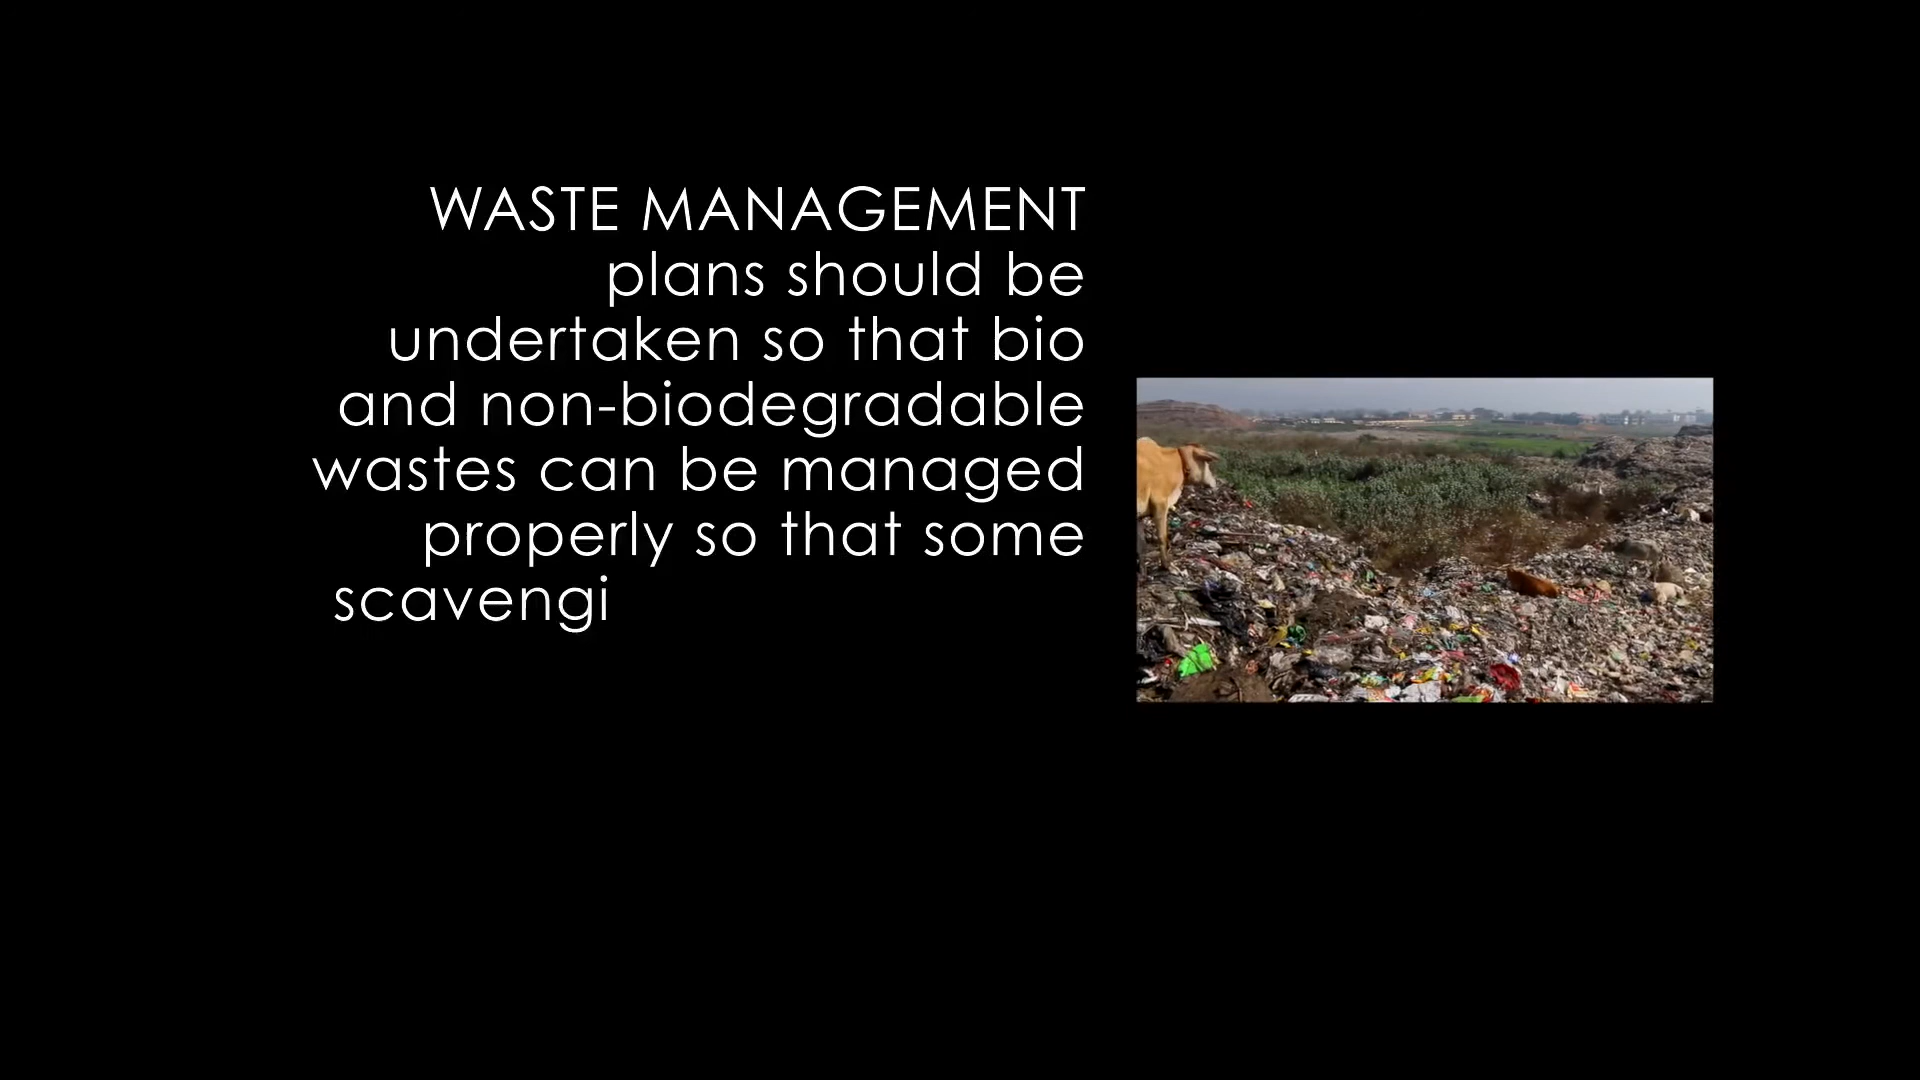 WASTE MANAGEMENT
plans should be
undertaken so that bio
and non-biodegradable
wastes can be managed
properly so that some
scavengi